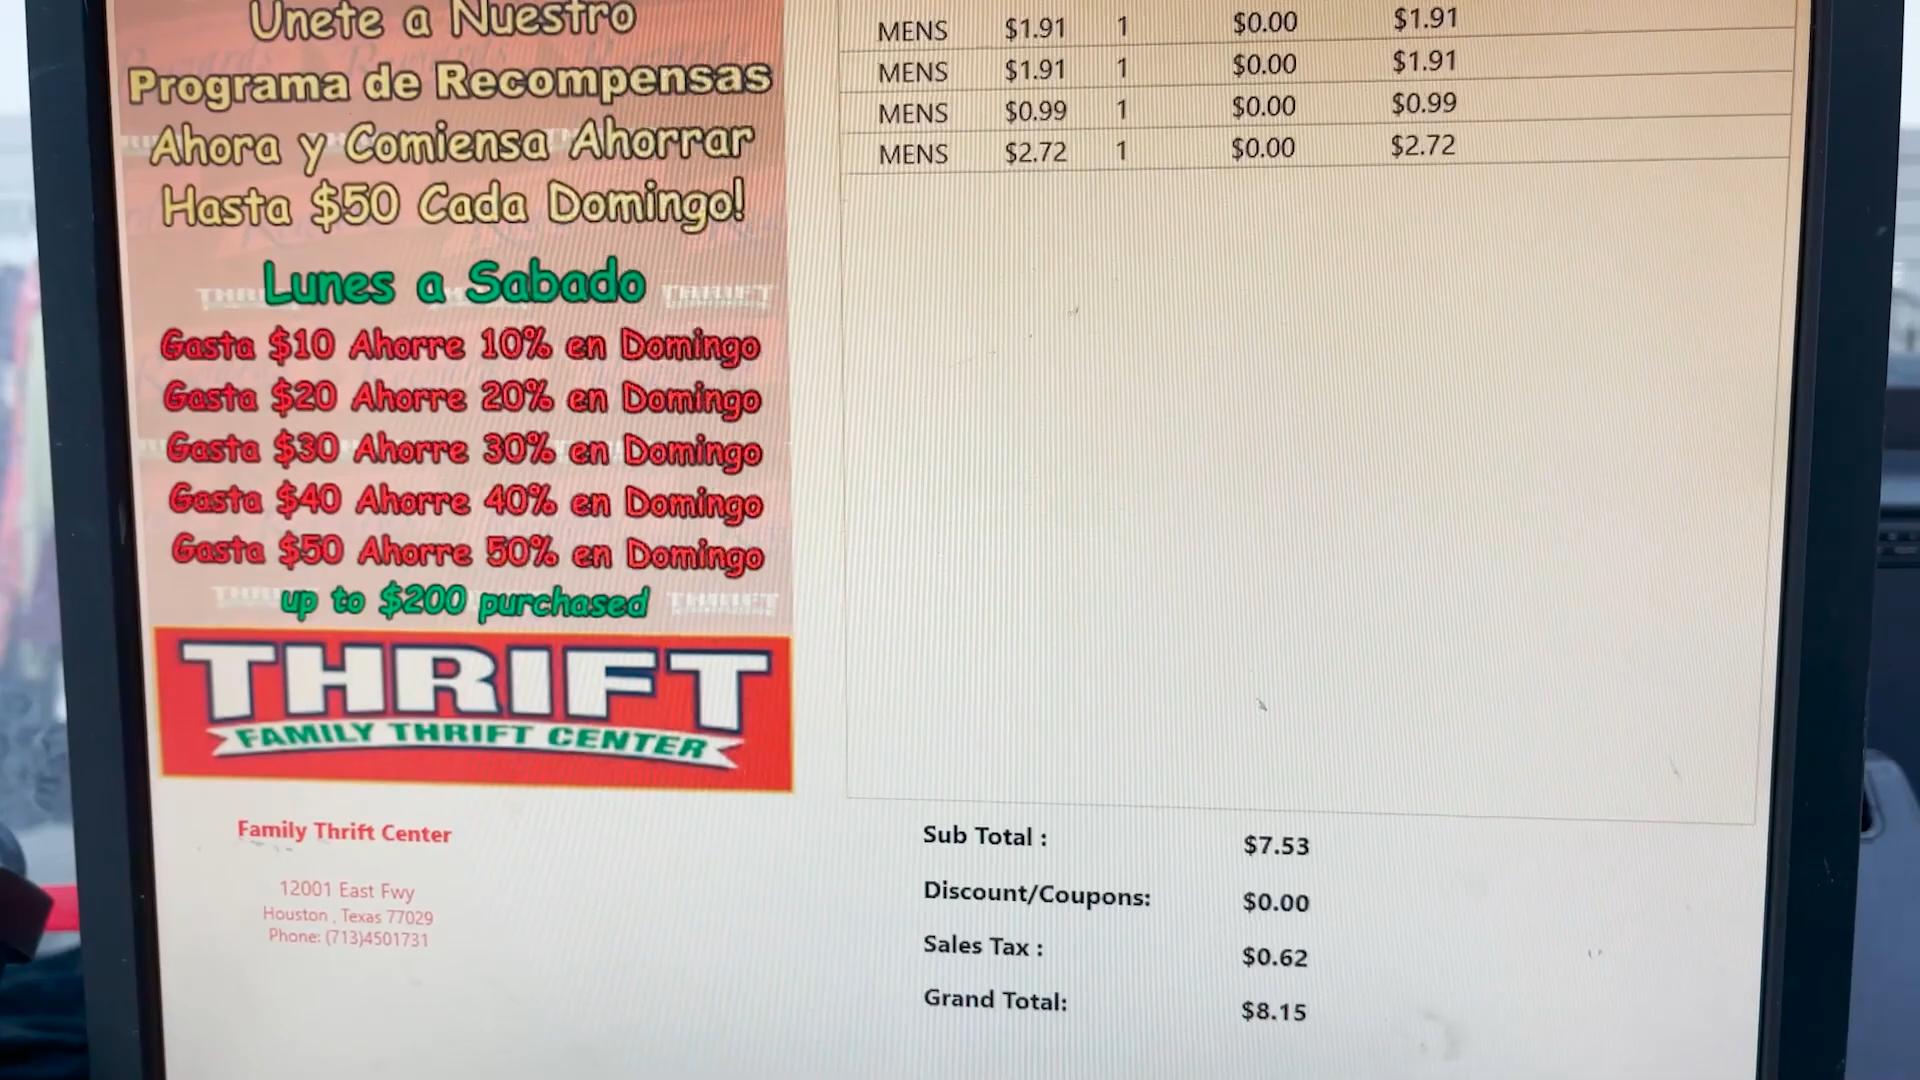 Unete a Nuestro
Programa de Recompensas
Ahora y Comiensa Ahorrar
Hasta $50 Cada Domingo!
Lunes a Sabado
Gasta $10 Ahorre 10% en Domingo
Gasta $20 Ahorre 20% en Domingo
Gasta $30 Ahorre 30% en Domingo
Gasta $40 Ahorre 40% en Domingo
Gasta $50 Ahorre 50% en Domingo
up to $200 purchased
THRIFT
FAMILY THRIFT CENTER
Family Thrift Center
12001 East Fwy
Houston , Texas 77029
Phone: (713)4501731
MENS $1.91 1 $0.00 $1.91
MENS $1.91 1 $0.00 $1.91
MENS $0.99 1 $0.00 $0.99
MENS $2.72 1 $0.00 $2.72
Sub Total : $7.53
Discount/Coupons: $0.00
Sales Tax : $0.62
Grand Total: $8.15